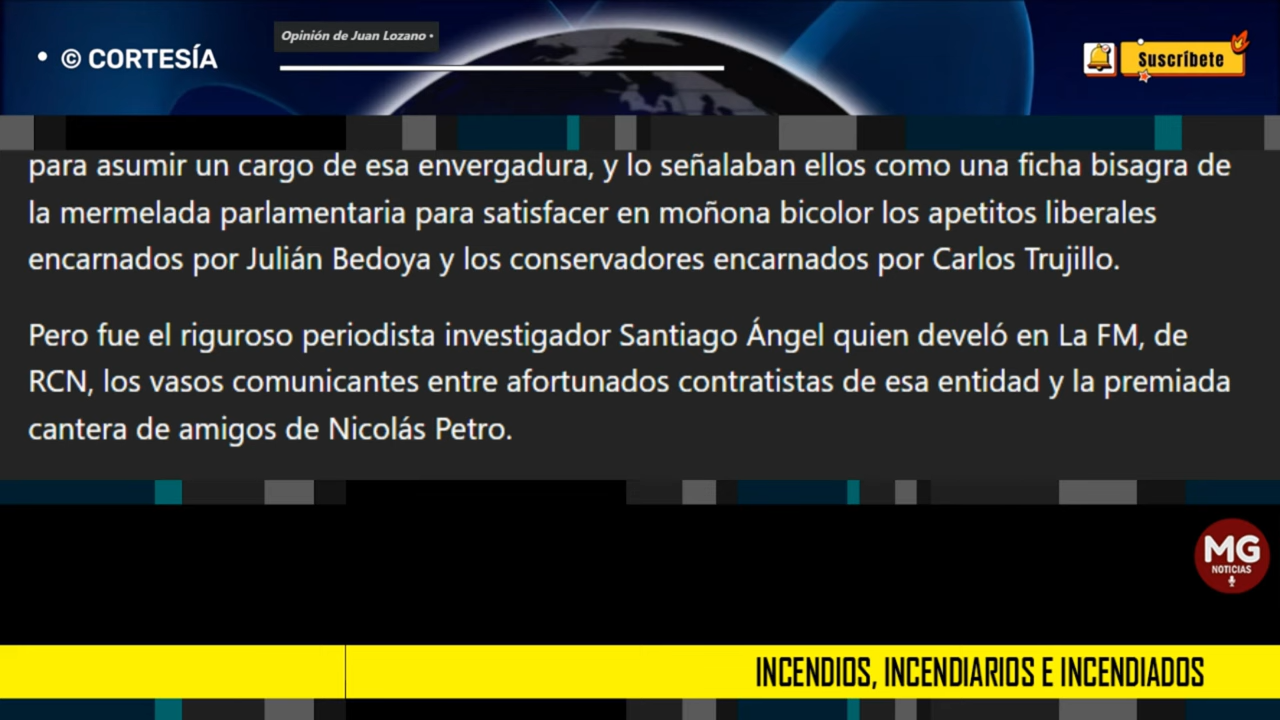 • © CORTESÍA
Opinión de Juan Lozano •
Suscríbete
para asumir un cargo de esa envergadura, y lo señalaban ellos como una ficha bisagra de
la mermelada parlamentaria para satisfacer en moñona bicolor los apetitos liberales
encarnados por Julián Bedoya y los conservadores encarnados por Carlos Trujillo.
Pero fue el riguroso periodista investigador Santiago Ángel quien develó en La FM, de
RCN, los vasos comunicantes entre afortunados contratistas de esa entidad y la premiada
cantera de amigos de Nicolás Petro.
MG
NOTICIAS
INCENDIOS, INCENDIARIOS E INCENDIADOS